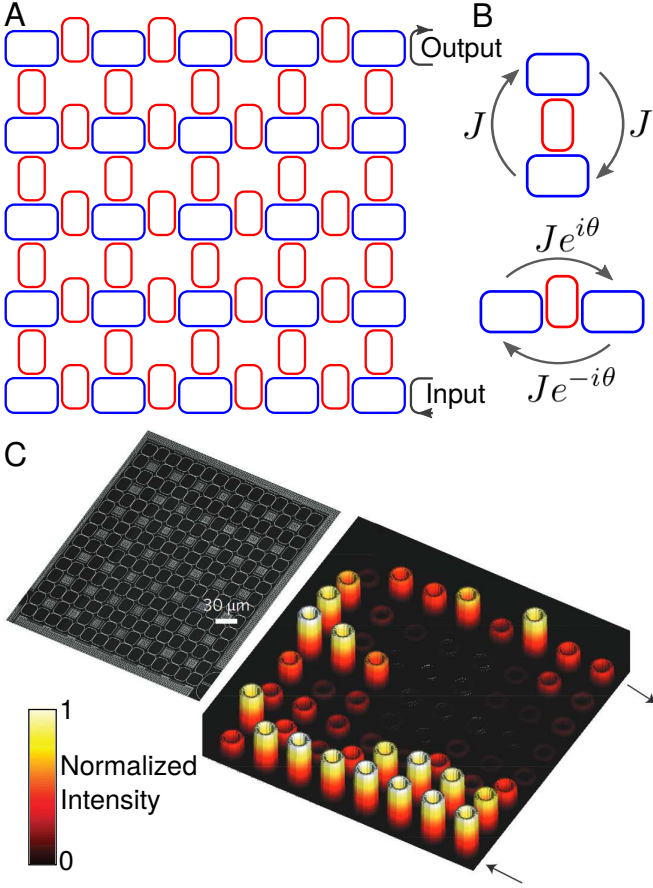 A
B
Output
Input
J
J
Je^{iθ}
Je^{-iθ}
C
30 μm
1
Normalized
Intensity
0